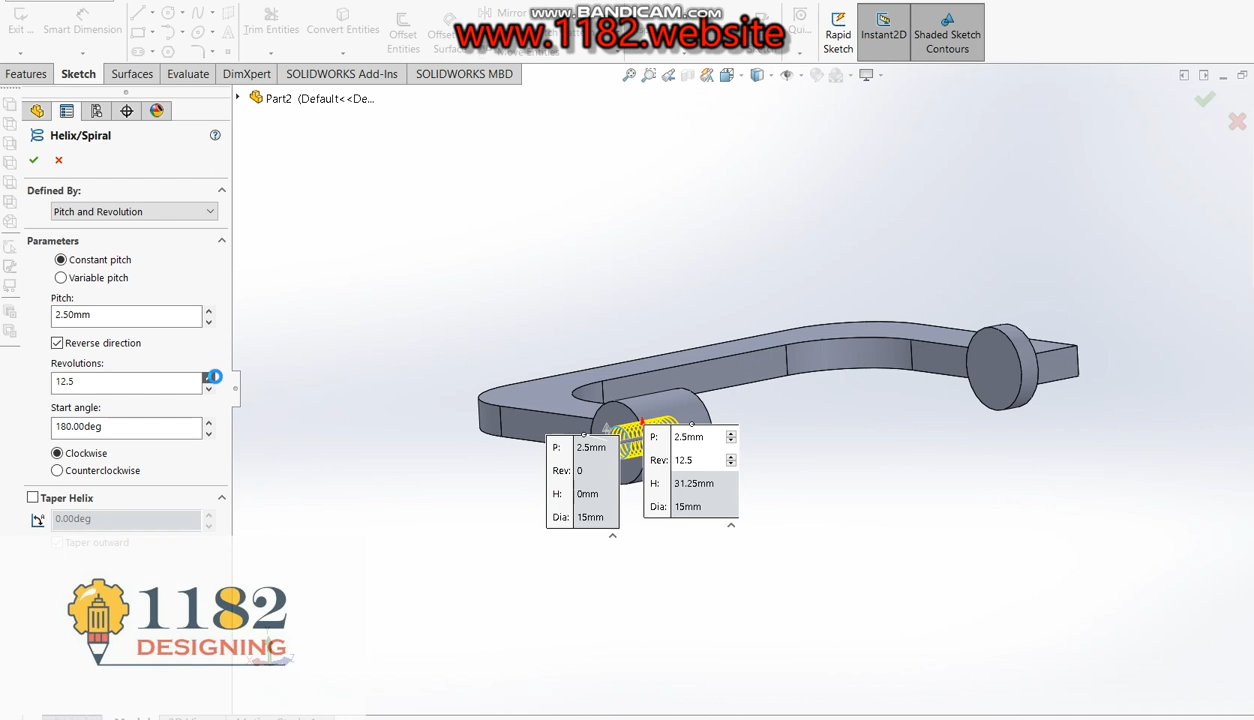 www.BANDICAM.com
www.1182.website
Exit ...
Smart Dimension
Trim Entities
Convert Entities
Offset Entities
Mirror
Rapid Sketch
Instant2D
Shaded Sketch Contours
Features
Sketch
Surfaces
Evaluate
DimXpert
SOLIDWORKS Add-Ins
SOLIDWORKS MBD
Part2 (Default<<De...
Helix/Spiral
Defined By:
Pitch and Revolution
Parameters
Constant pitch
Variable pitch
Pitch:
2.50mm
Reverse direction
Revolutions:
12.5
Start angle:
180.00deg
Clockwise
Counterclockwise
Taper Helix
0.00deg
Taper outward
P: 2.5mm
Rev: 0
H: 0mm
Dia: 15mm
P: 2.5mm
Rev: 12.5
H: 31.25mm
Dia: 15mm
1182
DESIGNING